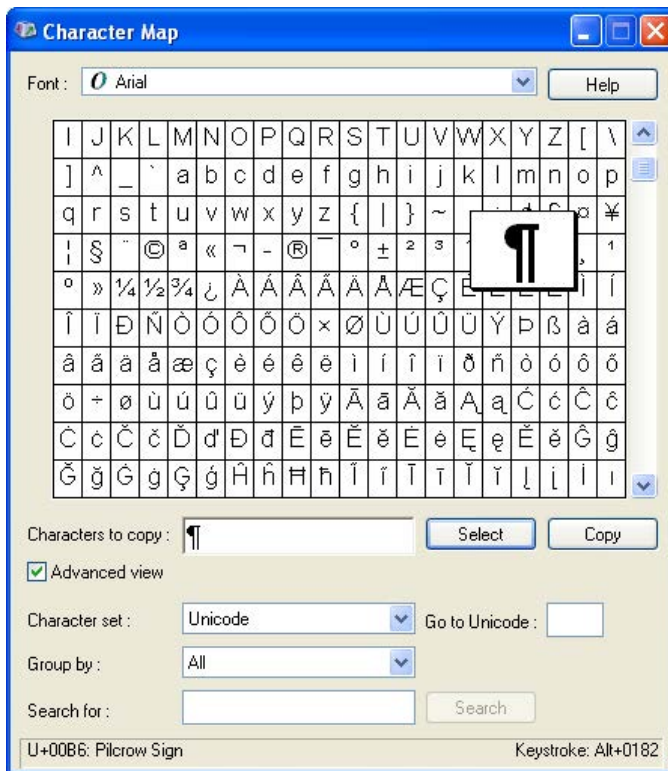 Character Map
Font : O Arial Help
I J K L M N O P Q R S T U V W X Y Z [ \
] ^ _ ` a b c d e f g h i j k l m n o p
q r s t u v w x y z { | } ~ ¤ ¥
¶
¦ § ¨ © ª « ¬ - ® ¯ ° ± ² ³ ¸ ¹
º » ¼ ½ ¾ ¿ À Á Â Ã Ä Å Æ Ç È É Ê Ë Ì Í
Î Ï Ð Ñ Ò Ó Ô Õ Ö × Ø Ù Ú Û Ü Ý Þ ß à á
â ã ä å æ ç è é ê ë ì í î ï ð ñ ò ó ô õ
ö ÷ ø ù ú û ü ý þ ÿ Ā ā Ă ă Ą ą Ć ć Ĉ ĉ
Ċ ċ Č č Ď ď Đ đ Ē ē Ĕ ĕ Ė ė Ę ę Ě ě Ĝ ĝ
Ğ ğ Ġ ġ Ģ ģ Ĥ ĥ Ħ ħ Ĩ ĩ Ī ī Ĭ ĭ Į į İ ı
Characters to copy : ¶ Select Copy
Advanced view
Character set : Unicode Go to Unicode :
Group by : All
Search for : Search
U+00B6: Pilcrow Sign Keystroke: Alt+0182